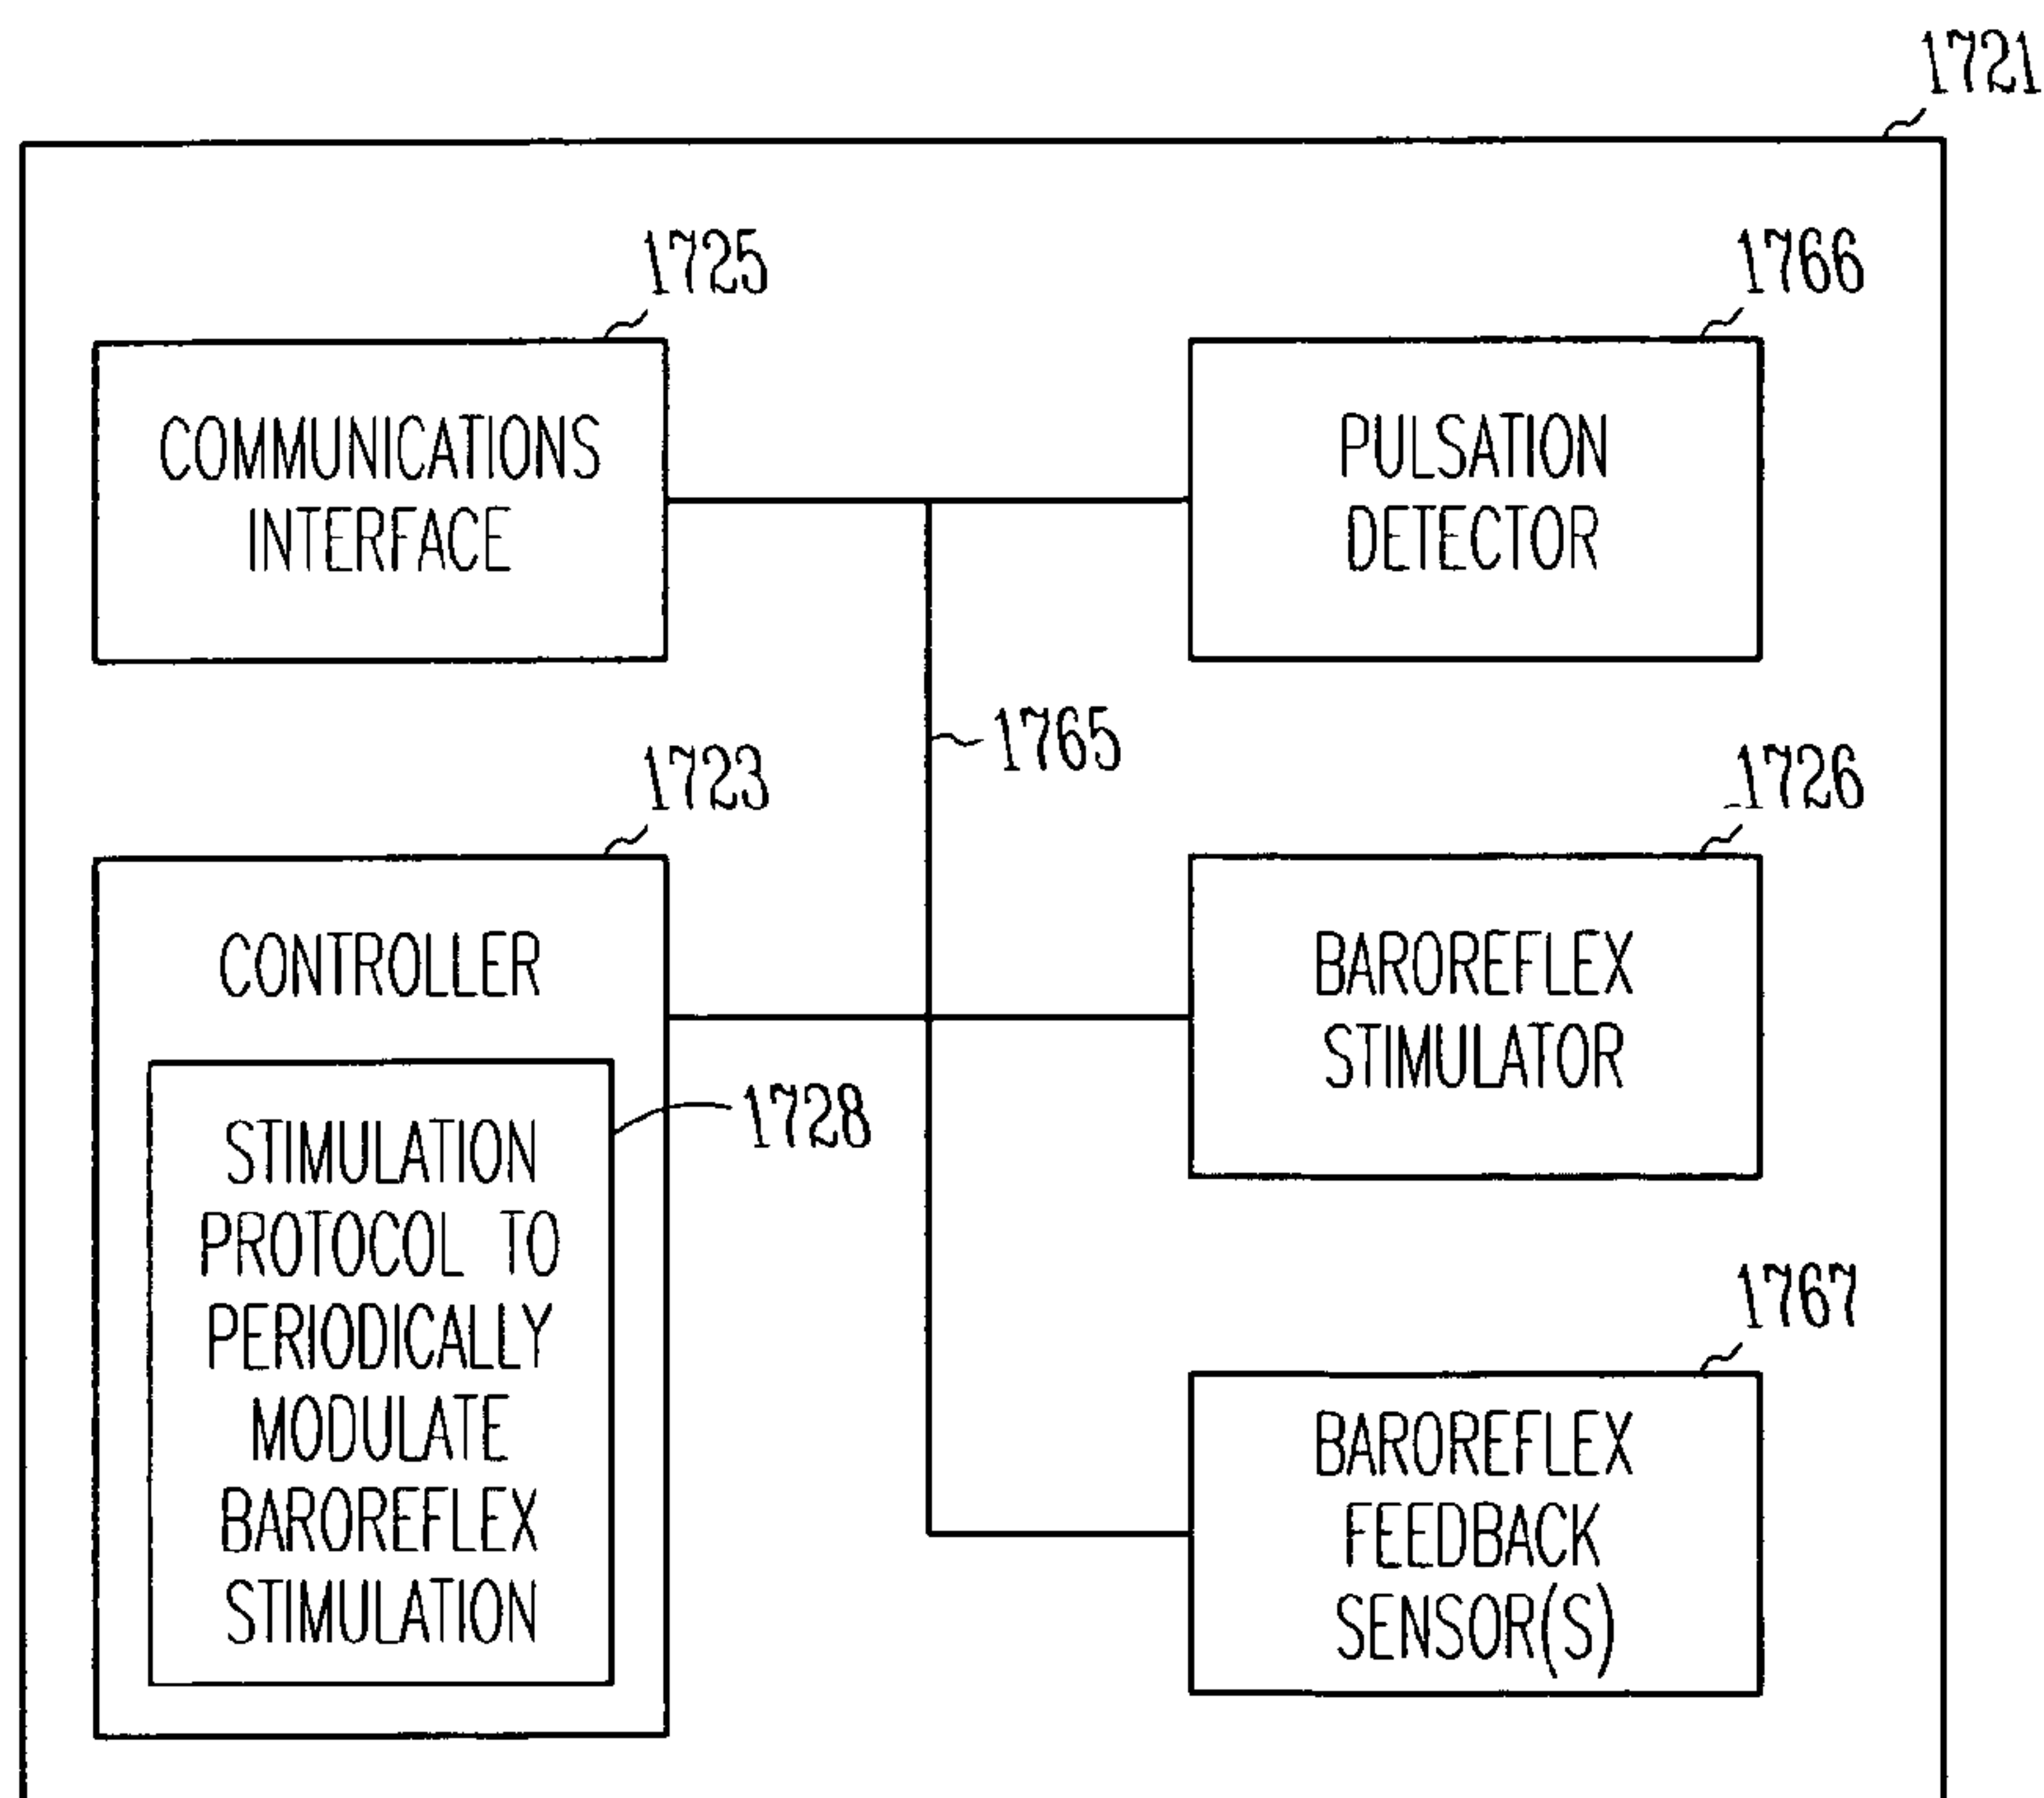 1721
1725
COMMUNICATIONS
INTERFACE
1766
PULSATION
DETECTOR
1765
1723
CONTROLLER
1728
STIMULATION
PROTOCOL TO
PERIODICALLY
MODULATE
BAROREFLEX
STIMULATION
1726
BAROREFLEX
STIMULATOR
1767
BAROREFLEX
FEEDBACK
SENSOR(S)